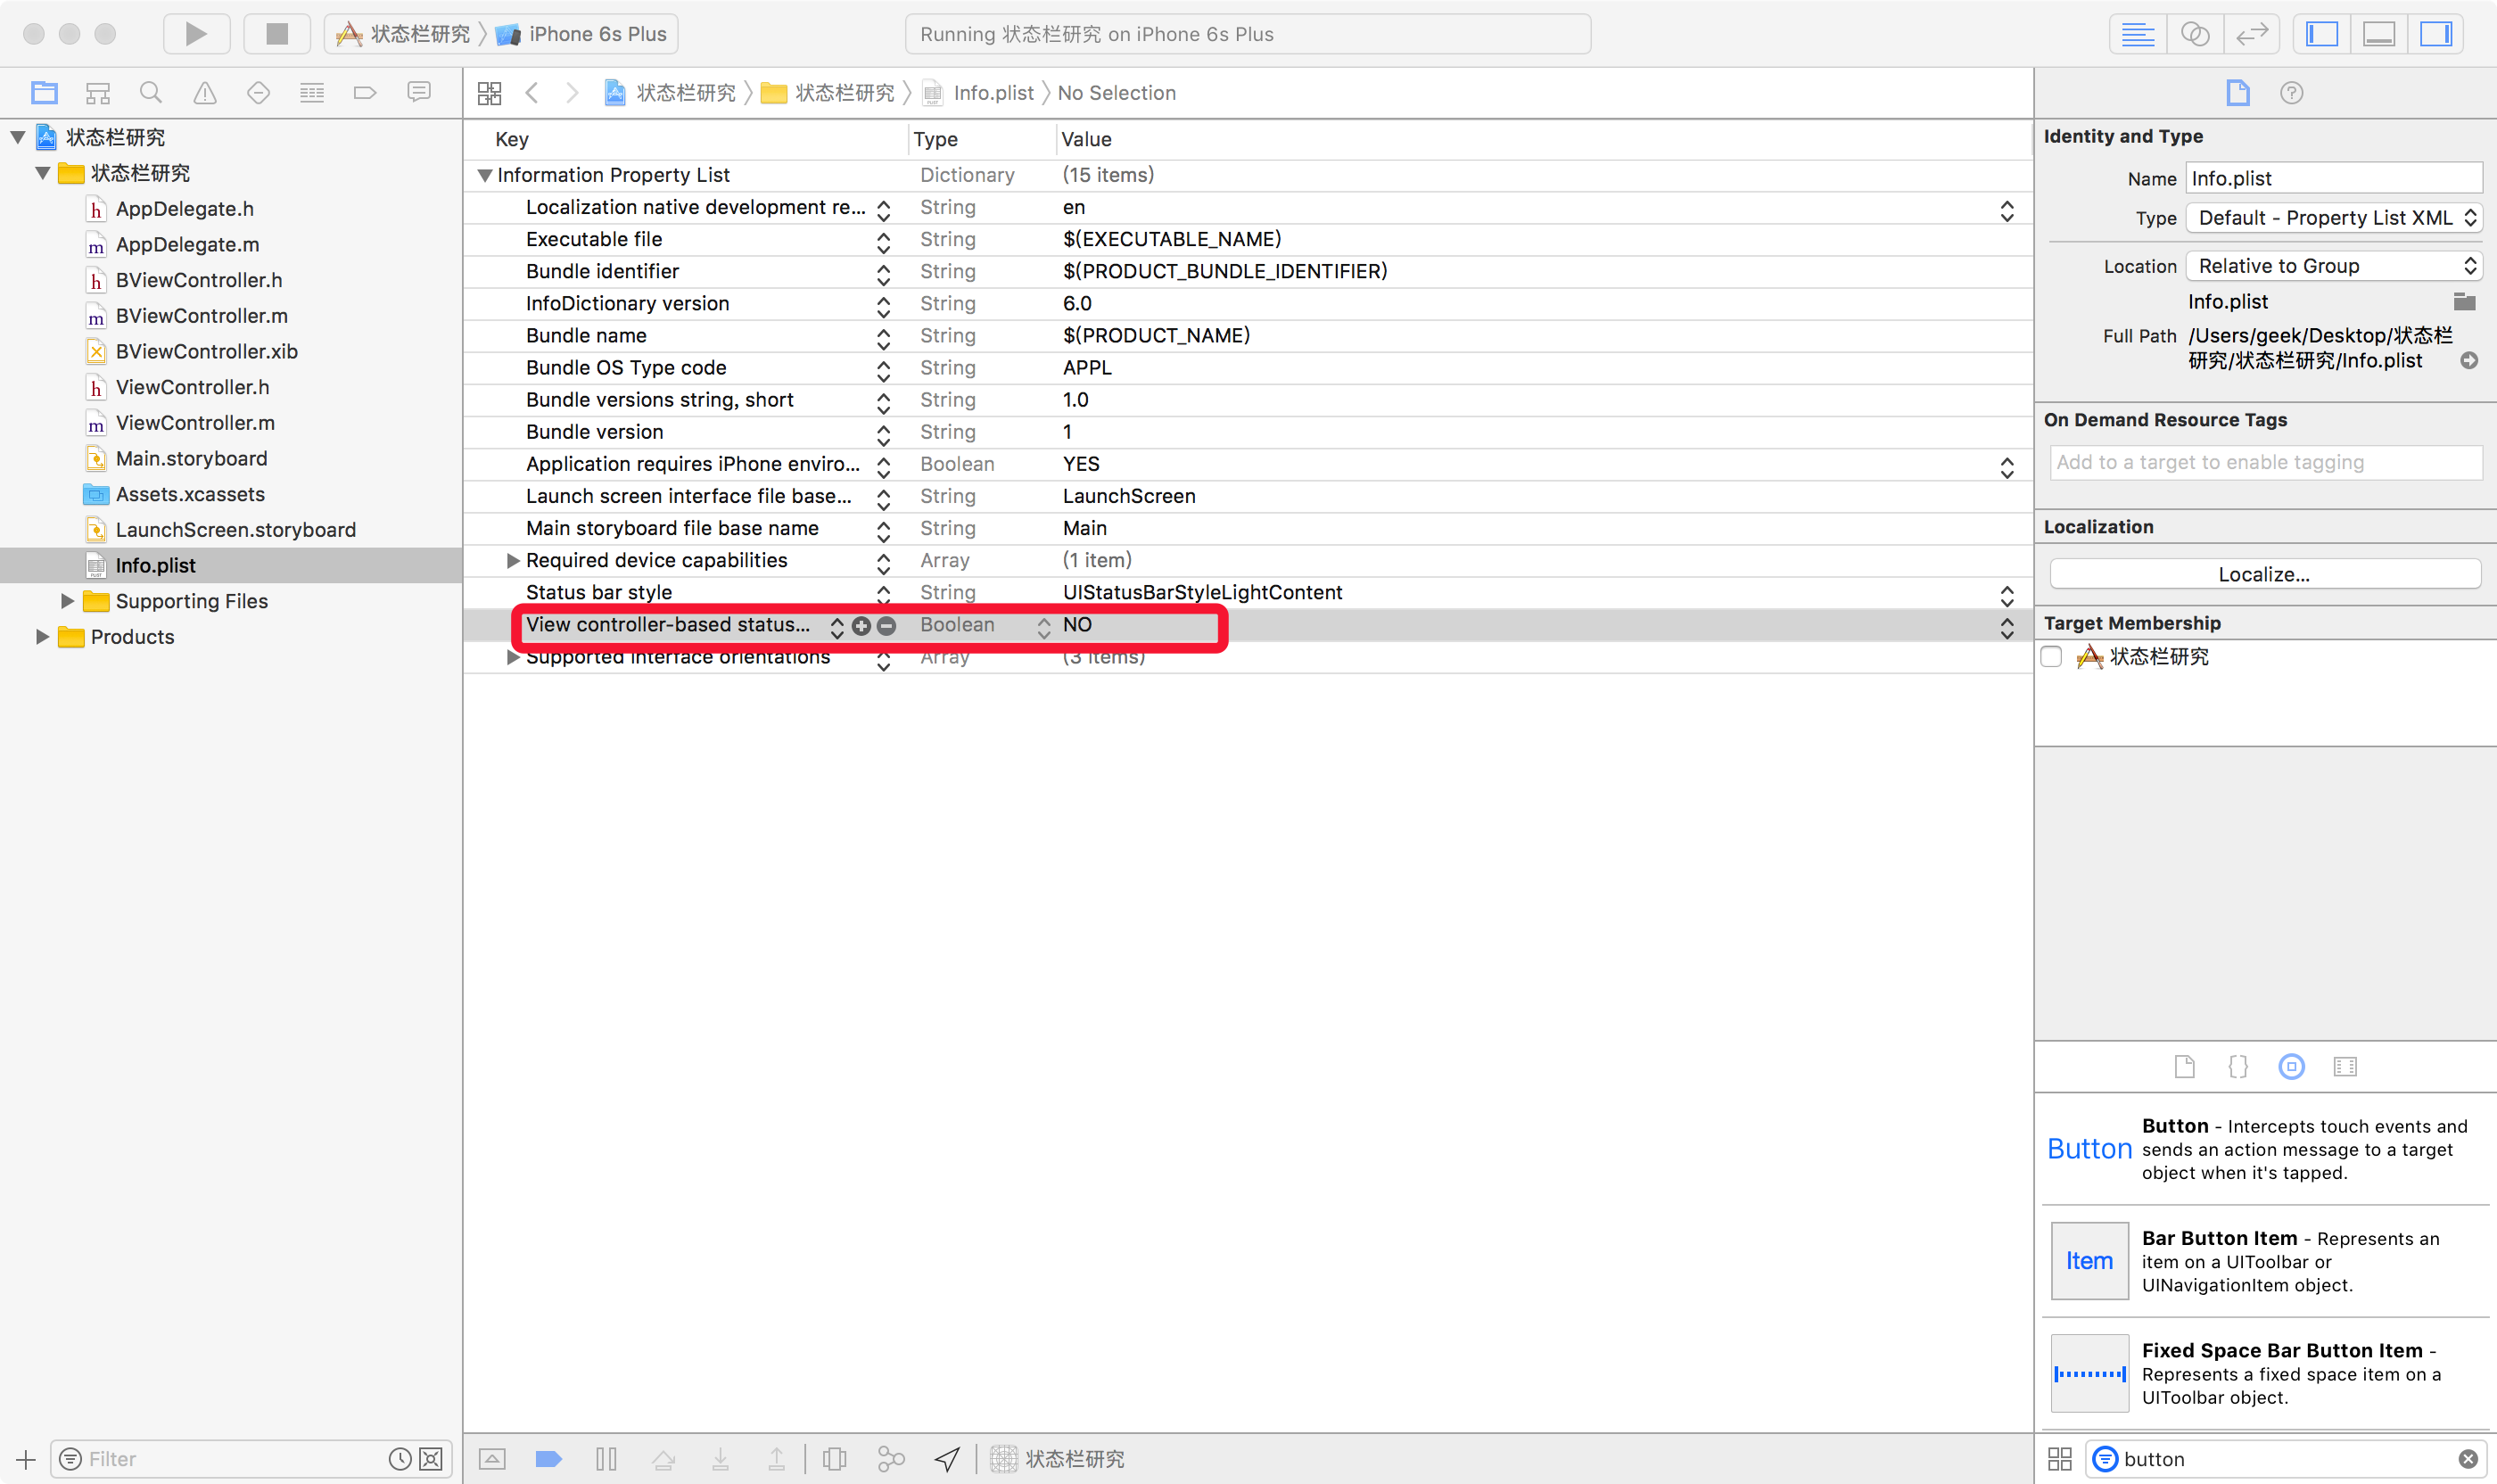 状态栏研究 iPhone 6s Plus
Running 状态栏研究 on iPhone 6s Plus
状态栏研究 状态栏研究 Info.plist No Selection
状态栏研究
状态栏研究
AppDelegate.h
AppDelegate.m
BViewController.h
BViewController.m
BViewController.xib
ViewController.h
ViewController.m
Main.storyboard
Assets.xcassets
LaunchScreen.storyboard
Info.plist
Supporting Files
Products
Filter
Key Type Value
Information Property List Dictionary (15 items)
Localization native development re... String en
Executable file String $(EXECUTABLE_NAME)
Bundle identifier String $(PRODUCT_BUNDLE_IDENTIFIER)
InfoDictionary version String 6.0
Bundle name String $(PRODUCT_NAME)
Bundle OS Type code String APPL
Bundle versions string, short String 1.0
Bundle version String 1
Application requires iPhone enviro... Boolean YES
Launch screen interface file base... String LaunchScreen
Main storyboard file base name String Main
Required device capabilities Array (1 item)
Status bar style String UIStatusBarStyleLightContent
View controller-based status... Boolean NO
Supported interface orientations Array (3 items)
状态栏研究
Identity and Type
Name Info.plist
Type Default - Property List XML
Location Relative to Group
Info.plist
Full Path /Users/geek/Desktop/状态栏
研究/状态栏研究/Info.plist
On Demand Resource Tags
Add to a target to enable tagging
Localization
Localize...
Target Membership
状态栏研究
Button
Button - Intercepts touch events and
sends an action message to a target
object when it's tapped.
Item
Bar Button Item - Represents an
item on a UIToolbar or
UINavigationItem object.
Fixed Space Bar Button Item -
Represents a fixed space item on a
UIToolbar object.
button